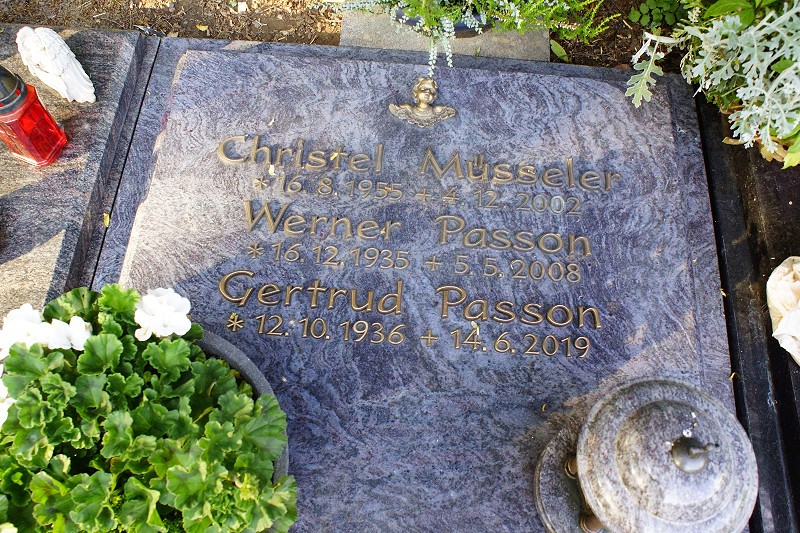 Christel Müsseler
* 16.8.1955 + 4.12.2002
Werner Passon
* 16.12.1935 + 5.5.2008
Gertrud Passon
* 12.10.1936 + 14.6.2019